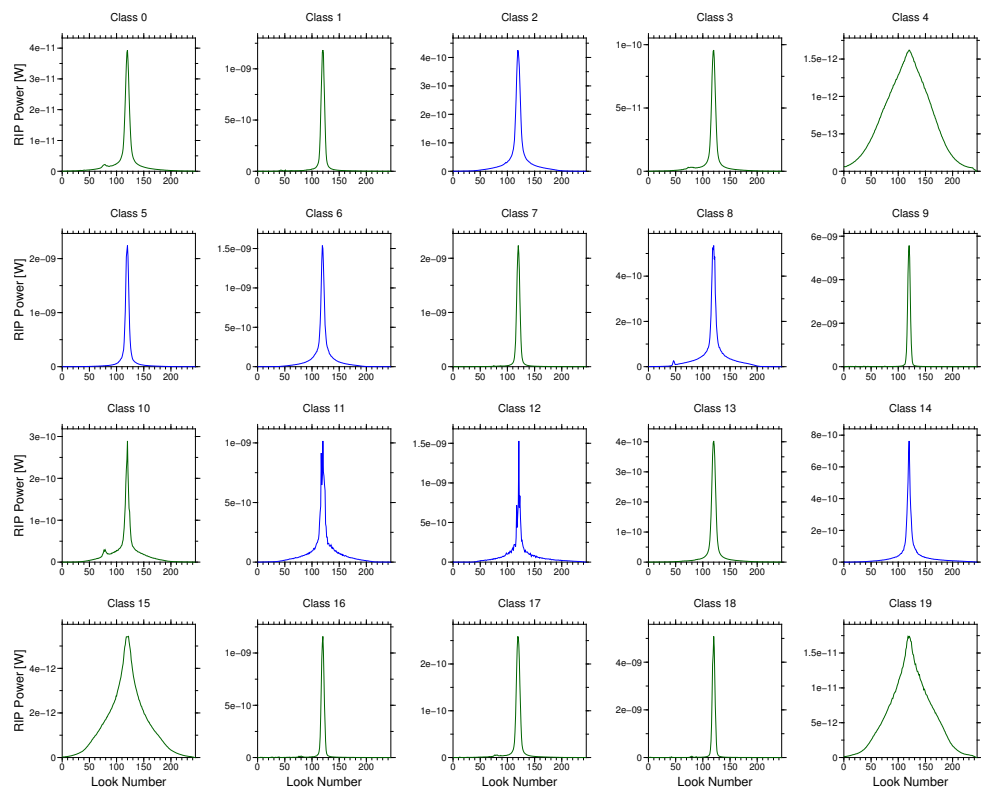 Class 0 Class 1 Class 2 Class 3 Class 4
RIP Power [W]
4e−11
3e−11
2e−11
1e−11
0
1e−09
5e−10
0
4e−10
3e−10
2e−10
1e−10
0
1e−10
5e−11
0
1.5e−12
1e−12
5e−13
0
0 50 100 150 200 0 50 100 150 200 0 50 100 150 200 0 50 100 150 200 0 50 100 150 200
Class 5 Class 6 Class 7 Class 8 Class 9
RIP Power [W]
2e−09
1e−09
0
1.5e−09
1e−09
5e−10
0
2e−09
1e−09
0
4e−10
2e−10
0
6e−09
4e−09
2e−09
0
0 50 100 150 200 0 50 100 150 200 0 50 100 150 200 0 50 100 150 200 0 50 100 150 200
Class 10 Class 11 Class 12 Class 13 Class 14
RIP Power [W]
3e−10
2e−10
1e−10
0
1e−09
5e−10
0
1.5e−09
1e−09
5e−10
0
4e−10
3e−10
2e−10
1e−10
0
8e−10
6e−10
4e−10
2e−10
0
0 50 100 150 200 0 50 100 150 200 0 50 100 150 200 0 50 100 150 200 0 50 100 150 200
Class 15 Class 16 Class 17 Class 18 Class 19
RIP Power [W]
4e−12
2e−12
0
1e−09
5e−10
0
2e−10
1e−10
0
4e−09
2e−09
0
1.5e−11
1e−11
5e−12
0
0 50 100 150 200 0 50 100 150 200 0 50 100 150 200 0 50 100 150 200 0 50 100 150 200
Look Number Look Number Look Number Look Number Look Number